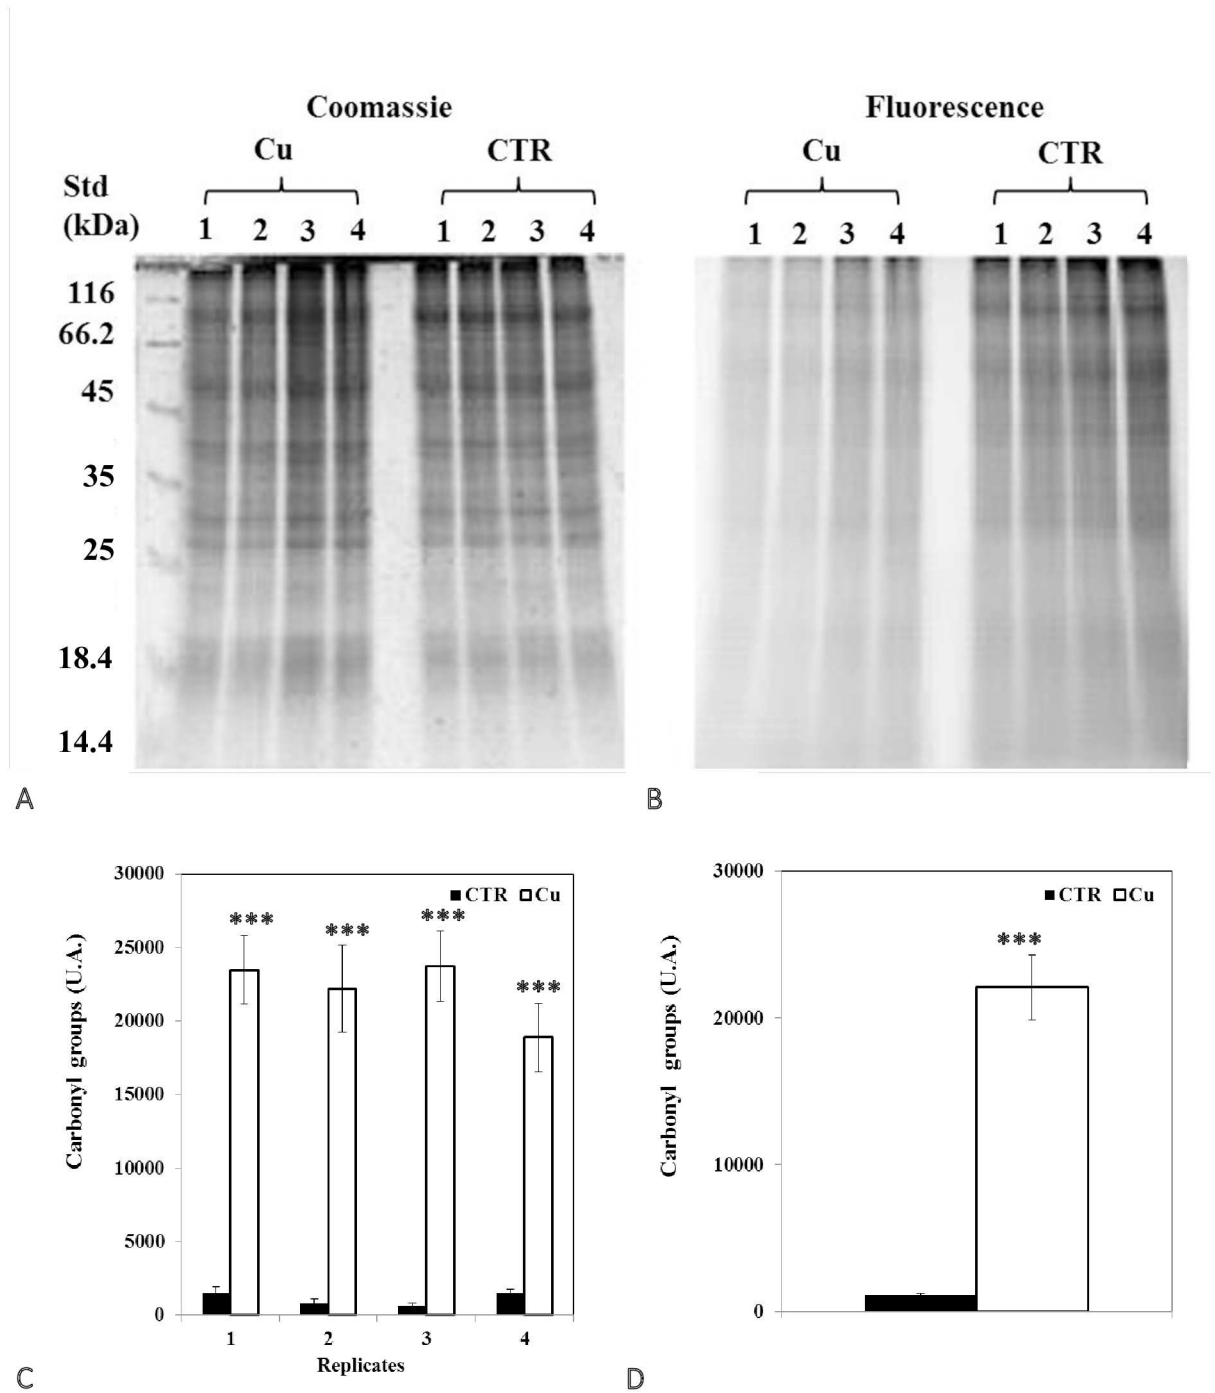 Coomassie
Fluorescence
Cu
CTR
Cu
CTR
Std
(kDa)
1 2 3 4 1 2 3 4
1 2 3 4 1 2 3 4
116
66.2
45
35
25
18.4
14.4
A
B
30000
25000
20000
15000
10000
5000
0
Carbonyl groups (U.A.)
CTR Cu
***
***
***
***
1 2 3 4
Replicates
C
30000
20000
10000
0
Carbonyl groups (U.A.)
CTR Cu
***
D